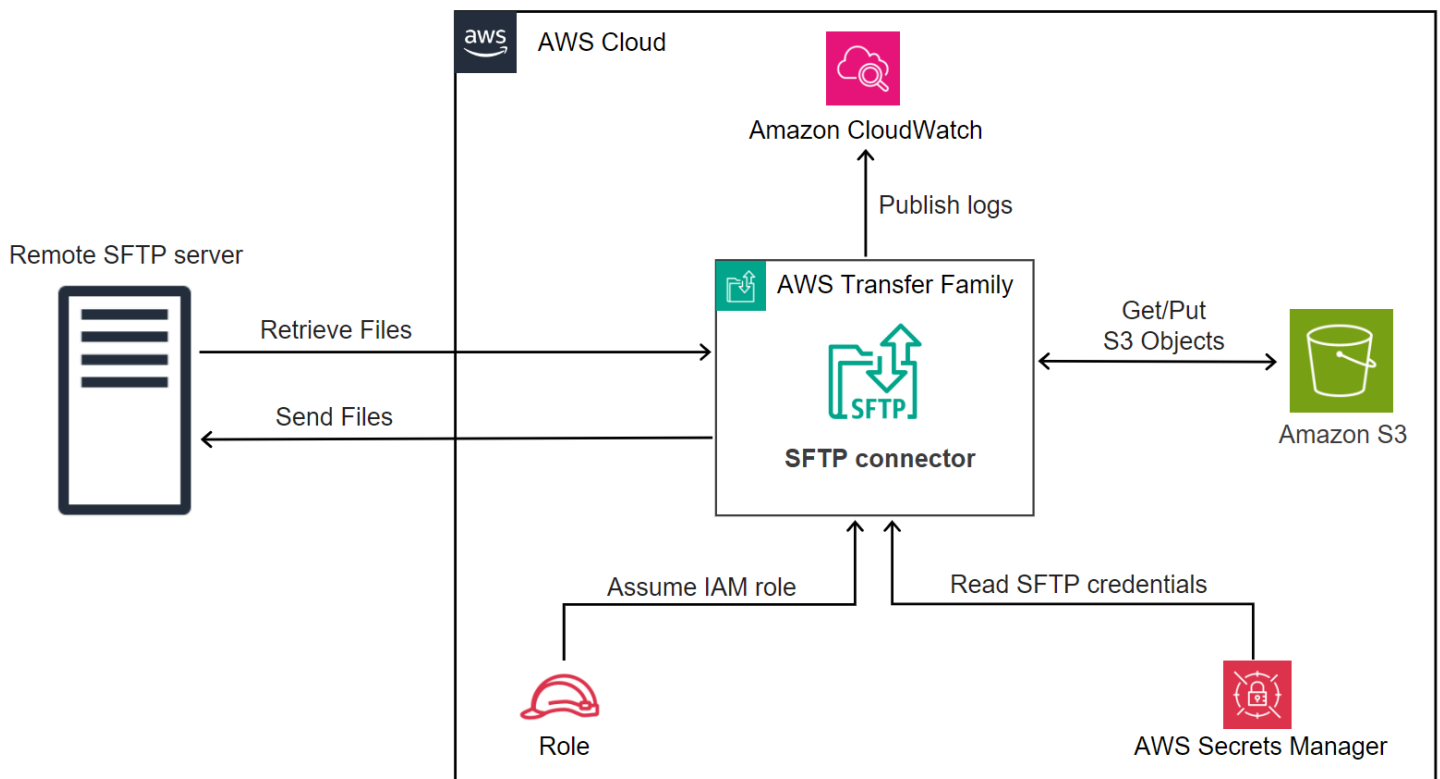 aws
AWS Cloud
Amazon CloudWatch
Publish logs
Remote SFTP server
AWS Transfer Family
Retrieve Files
Get/Put
S3 Objects
SFTP
Send Files
Amazon S3
SFTP connector
Assume IAM role
Read SFTP credentials
Role
AWS Secrets Manager